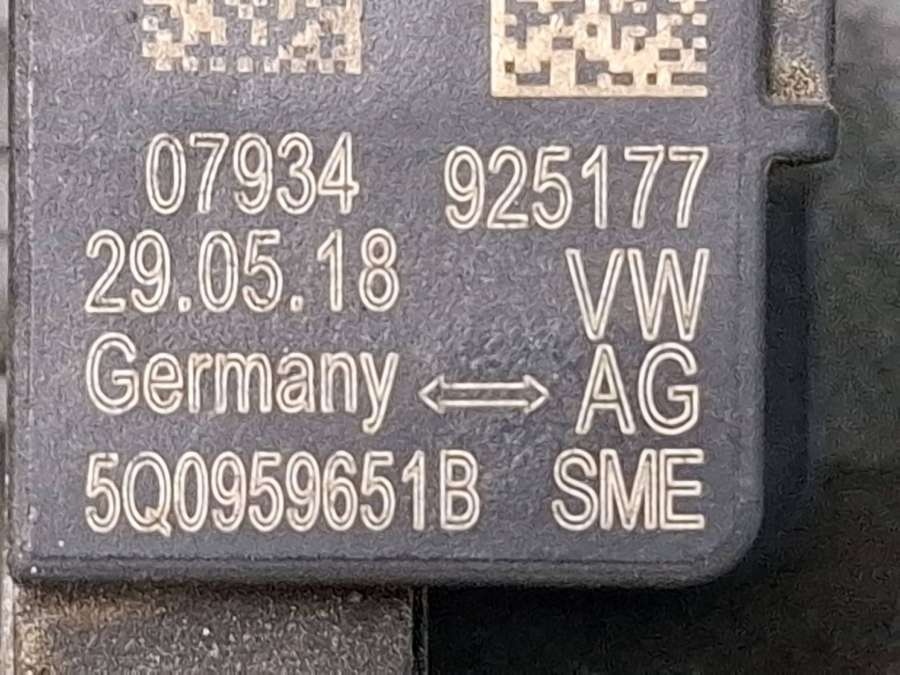 07934 925177
29.05.18 VW
Germany ⟷ AG
5Q0959651B SME